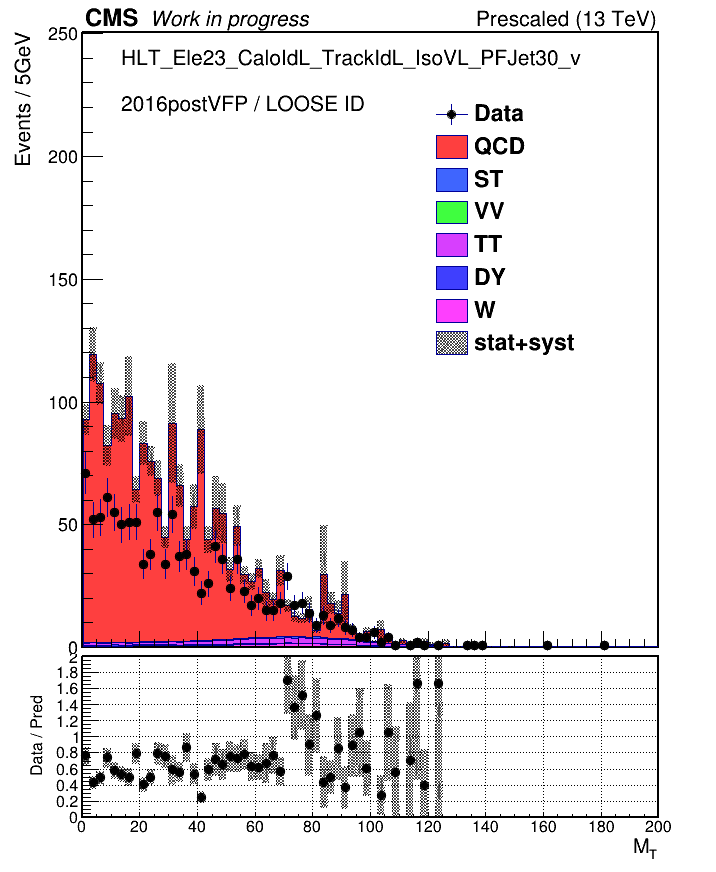 CMS Work in progress Prescaled (13 TeV)
Events / 5GeV
250
200
150
100
50
0
HLT_Ele23_CaloIdL_TrackIdL_IsoVL_PFJet30_v
2016postVFP / LOOSE ID
Data
QCD
ST
VV
TT
DY
W
stat+syst
Data / Pred
2
1.8
1.6
1.4
1.2
1
0.8
0.6
0.4
0.2
0
0 20 40 60 80 100 120 140 160 180 200
M_T